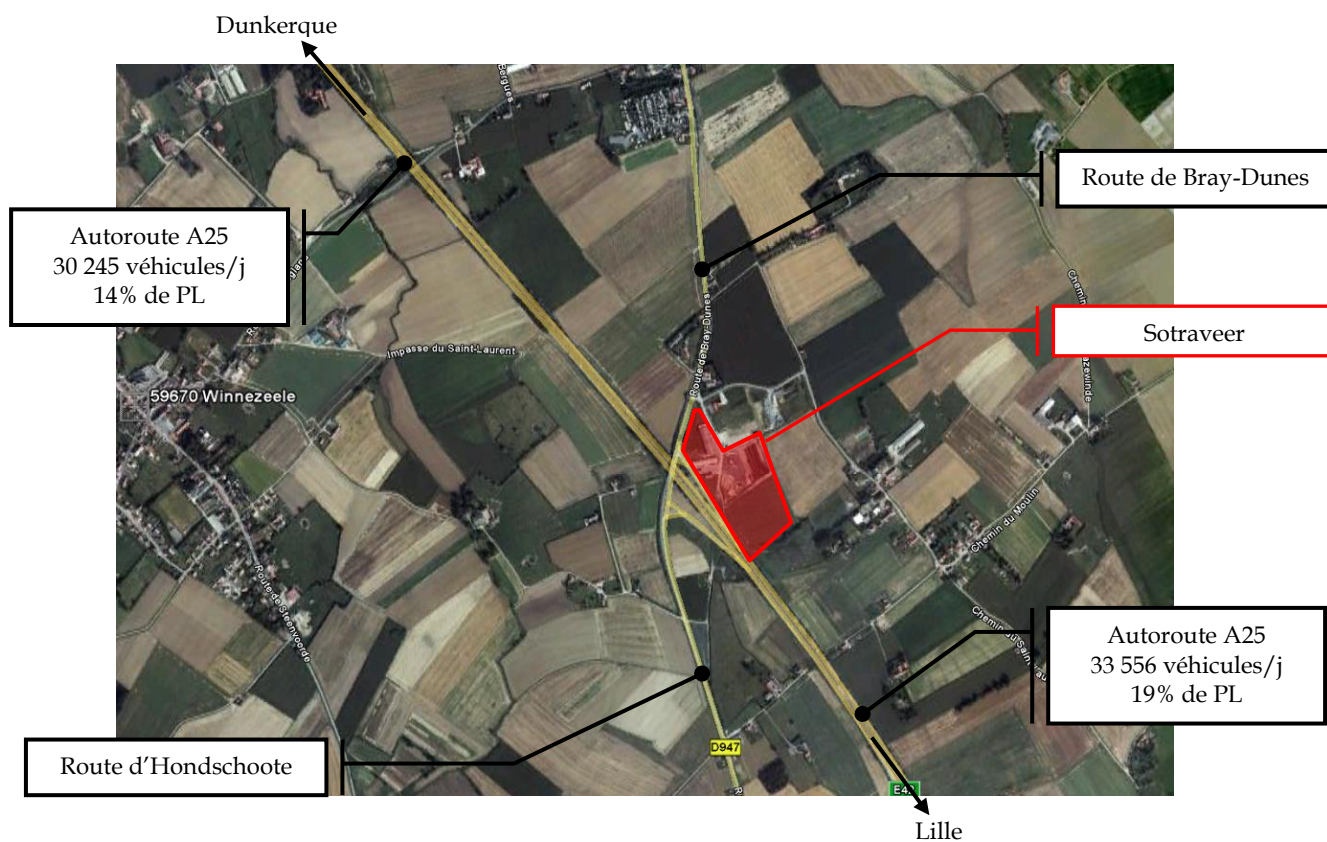 Dunkerque
Bergues
Route de Bray-Dunes
Autoroute A25
30 245 véhicules/j
14% de PL
Sotraveer
Route de Bray-Dunes
Impasse du Saint-Laurent
59670 Winnezeele
Chemin du Moulin
Route de Steenvoorde
Autoroute A25
33 556 véhicules/j
19% de PL
D947
Route d'Hondschoote
Lille